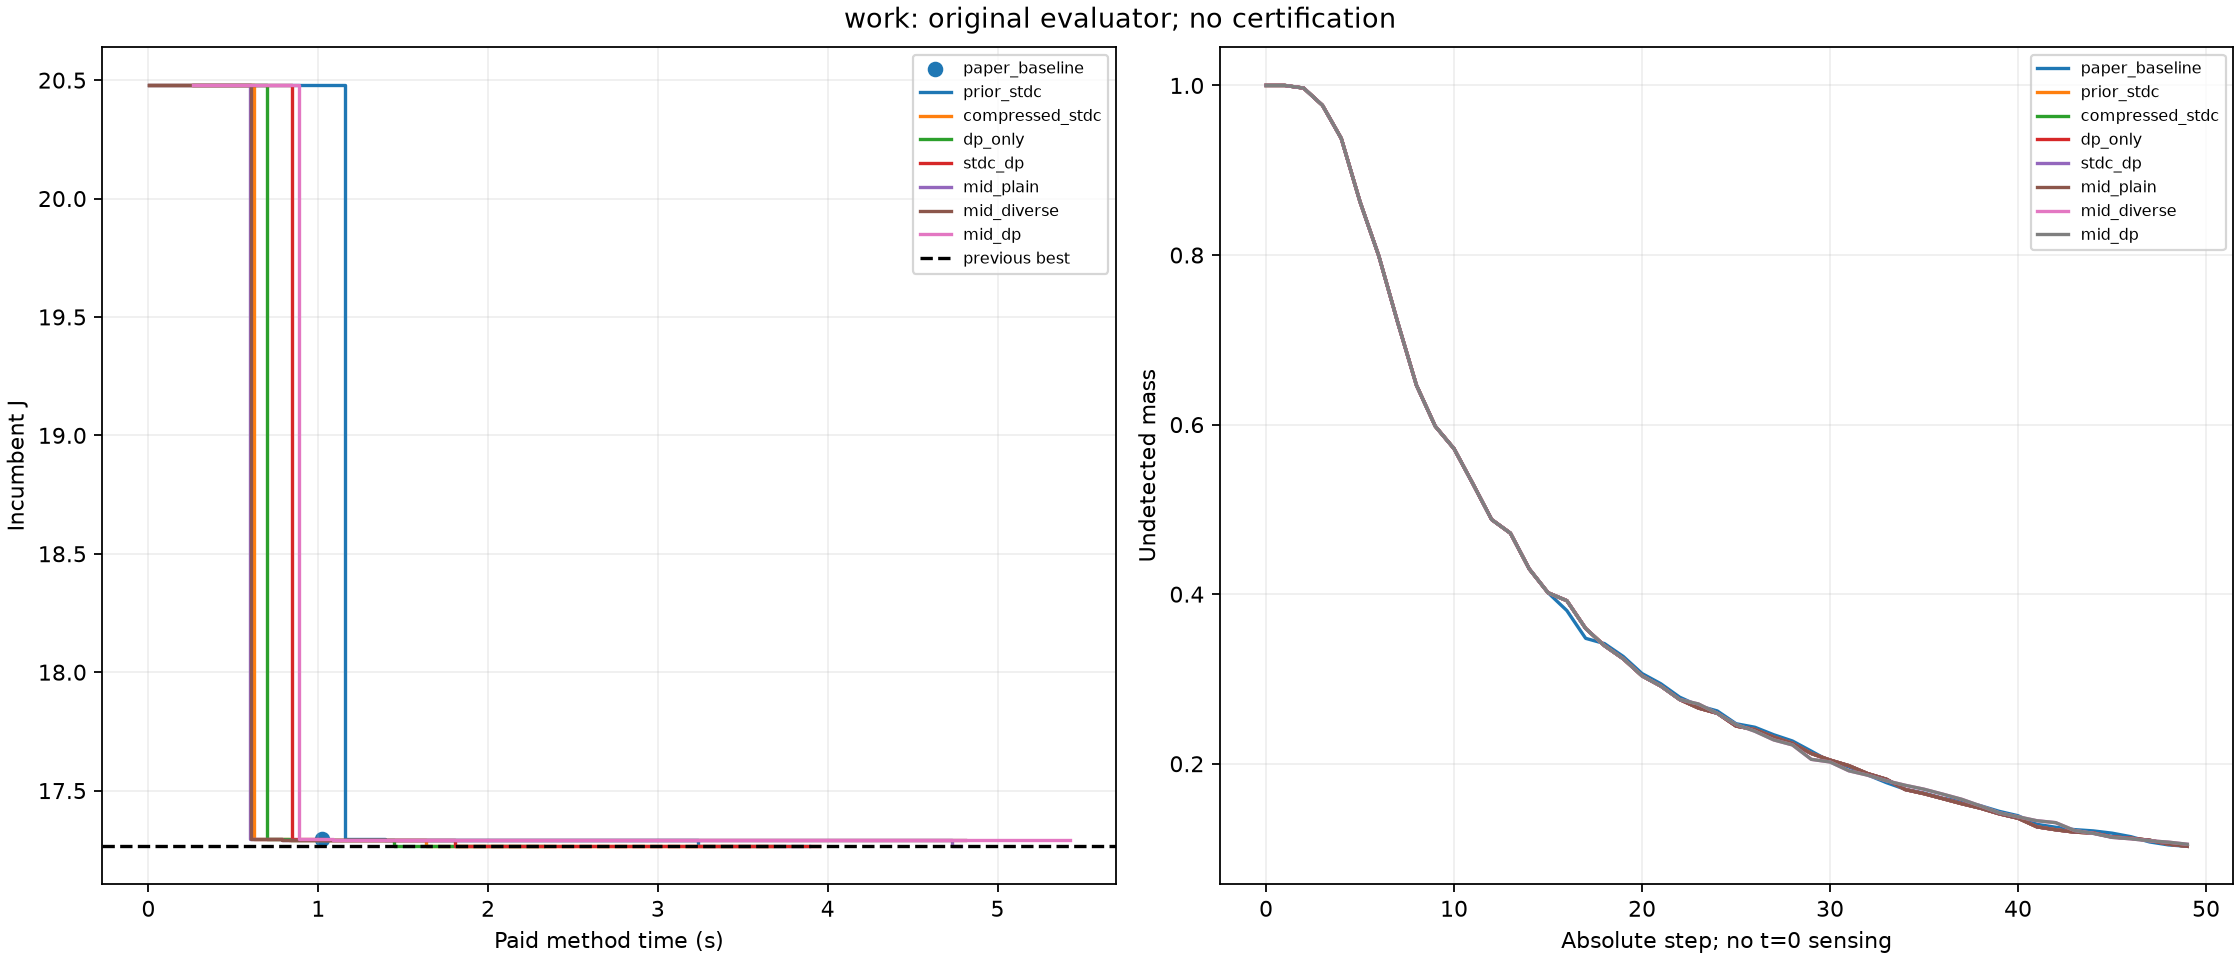 work: original evaluator; no certification
20.5
20.0
19.5
19.0
18.5
18.0
17.5
Incumbent J
0 1 2 3 4 5
Paid method time (s)
paper_baseline
prior_stdc
compressed_stdc
dp_only
stdc_dp
mid_plain
mid_diverse
mid_dp
previous best
1.0
0.8
0.6
0.4
0.2
Undetected mass
0 10 20 30 40 50
Absolute step; no t=0 sensing
paper_baseline
prior_stdc
compressed_stdc
dp_only
stdc_dp
mid_plain
mid_diverse
mid_dp